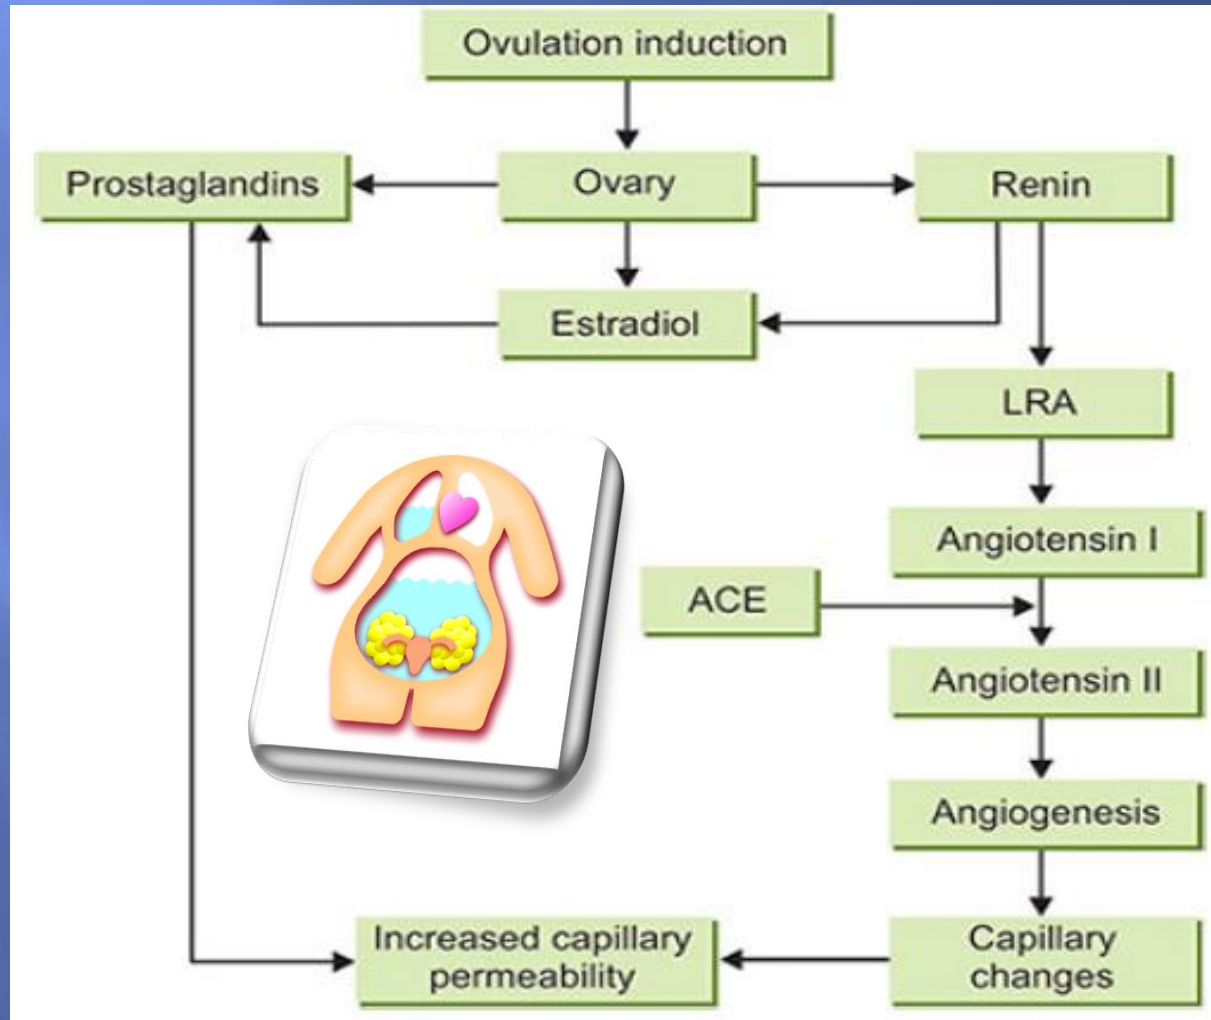 Ovulation induction
Prostaglandins
Ovary
Renin
Estradiol
LRA
Angiotensin I
ACE
Angiotensin II
Angiogenesis
Increased capillary
permeability
Capillary
changes